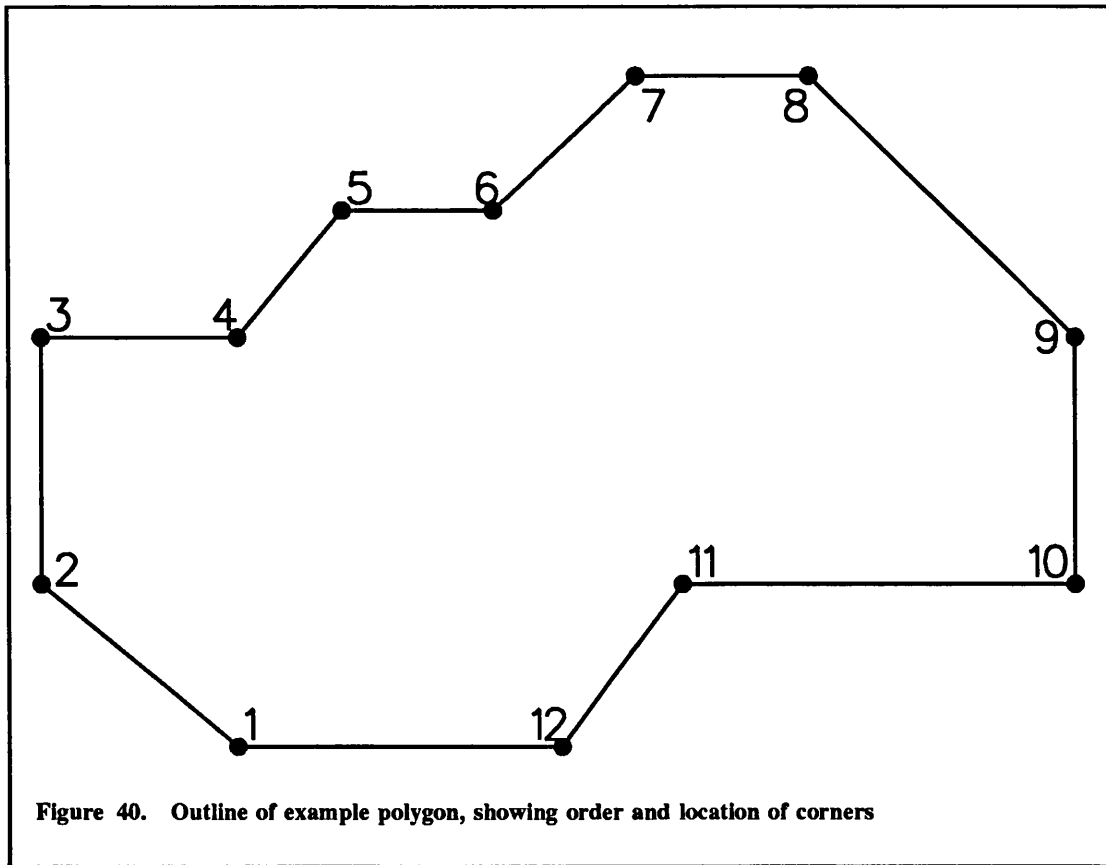 7 8
5 6
3 4 9
2 11 10
1 12
Figure 40. Outline of example polygon, showing order and location of corners